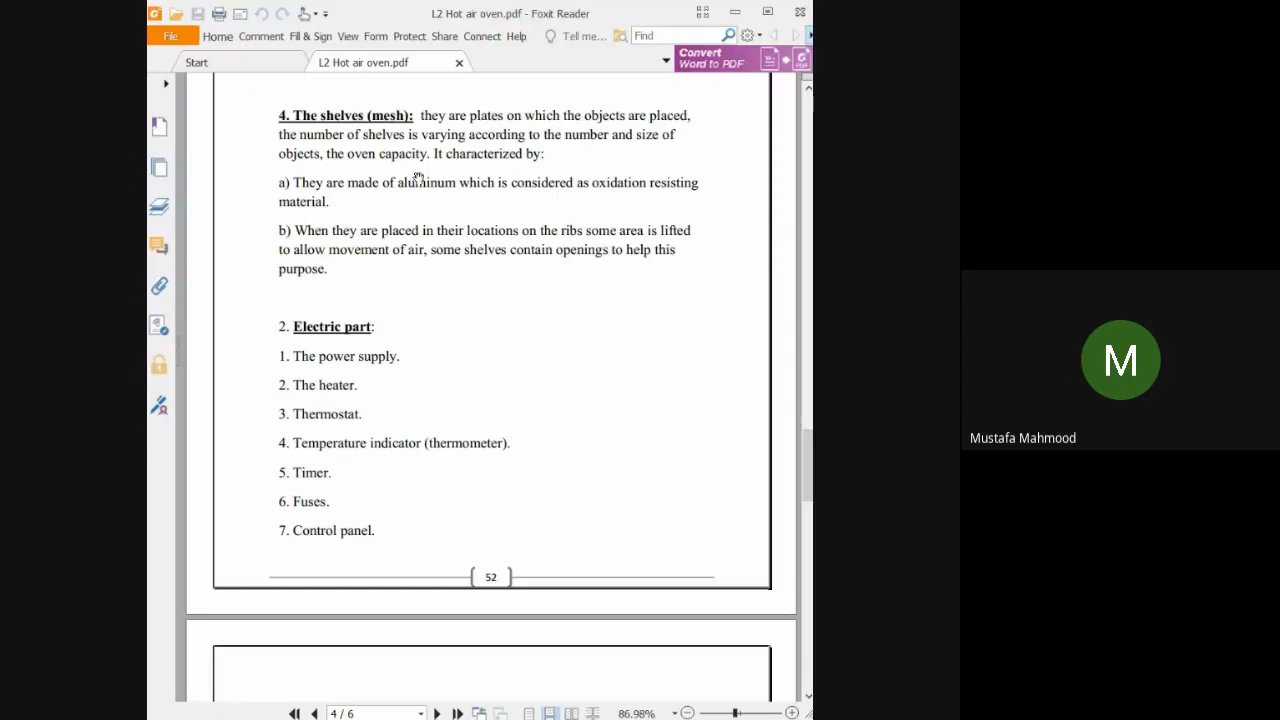 L2 Hot air oven.pdf - Foxit Reader
File Home Comment Fill & Sign View Form Protect Share Connect Help Tell me... Find
Start L2 Hot air oven.pdf
Convert
Word to PDF
4. The shelves (mesh): they are plates on which the objects are placed,
the number of shelves is varying according to the number and size of
objects, the oven capacity. It characterized by:
a) They are made of aluminum which is considered as oxidation resisting
material.
b) When they are placed in their locations on the ribs some area is lifted
to allow movement of air, some shelves contain openings to help this
purpose.
2. Electric part:
1. The power supply.
2. The heater.
3. Thermostat.
4. Temperature indicator (thermometer).
5. Timer.
6. Fuses.
7. Control panel.
52
4 / 6 86.98%
M
Mustafa Mahmood